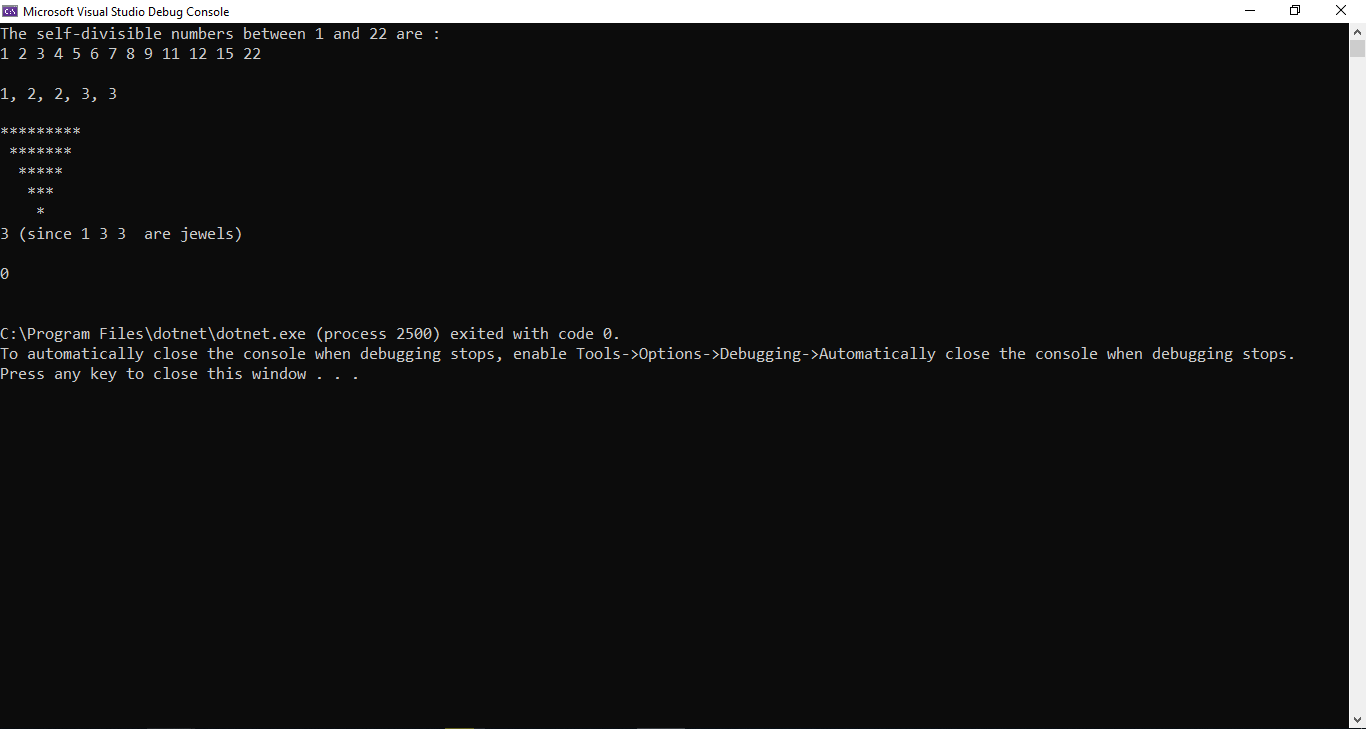 Microsoft Visual Studio Debug Console
The self-divisible numbers between 1 and 22 are :
1 2 3 4 5 6 7 8 9 11 12 15 22
1, 2, 2, 3, 3
*********
 *******
  *****
   ***
    *
3 (since 1 3 3  are jewels)
0
C:\Program Files\dotnet\dotnet.exe (process 2500) exited with code 0.
To automatically close the console when debugging stops, enable Tools->Options->Debugging->Automatically close the console when debugging stops.
Press any key to close this window . . .